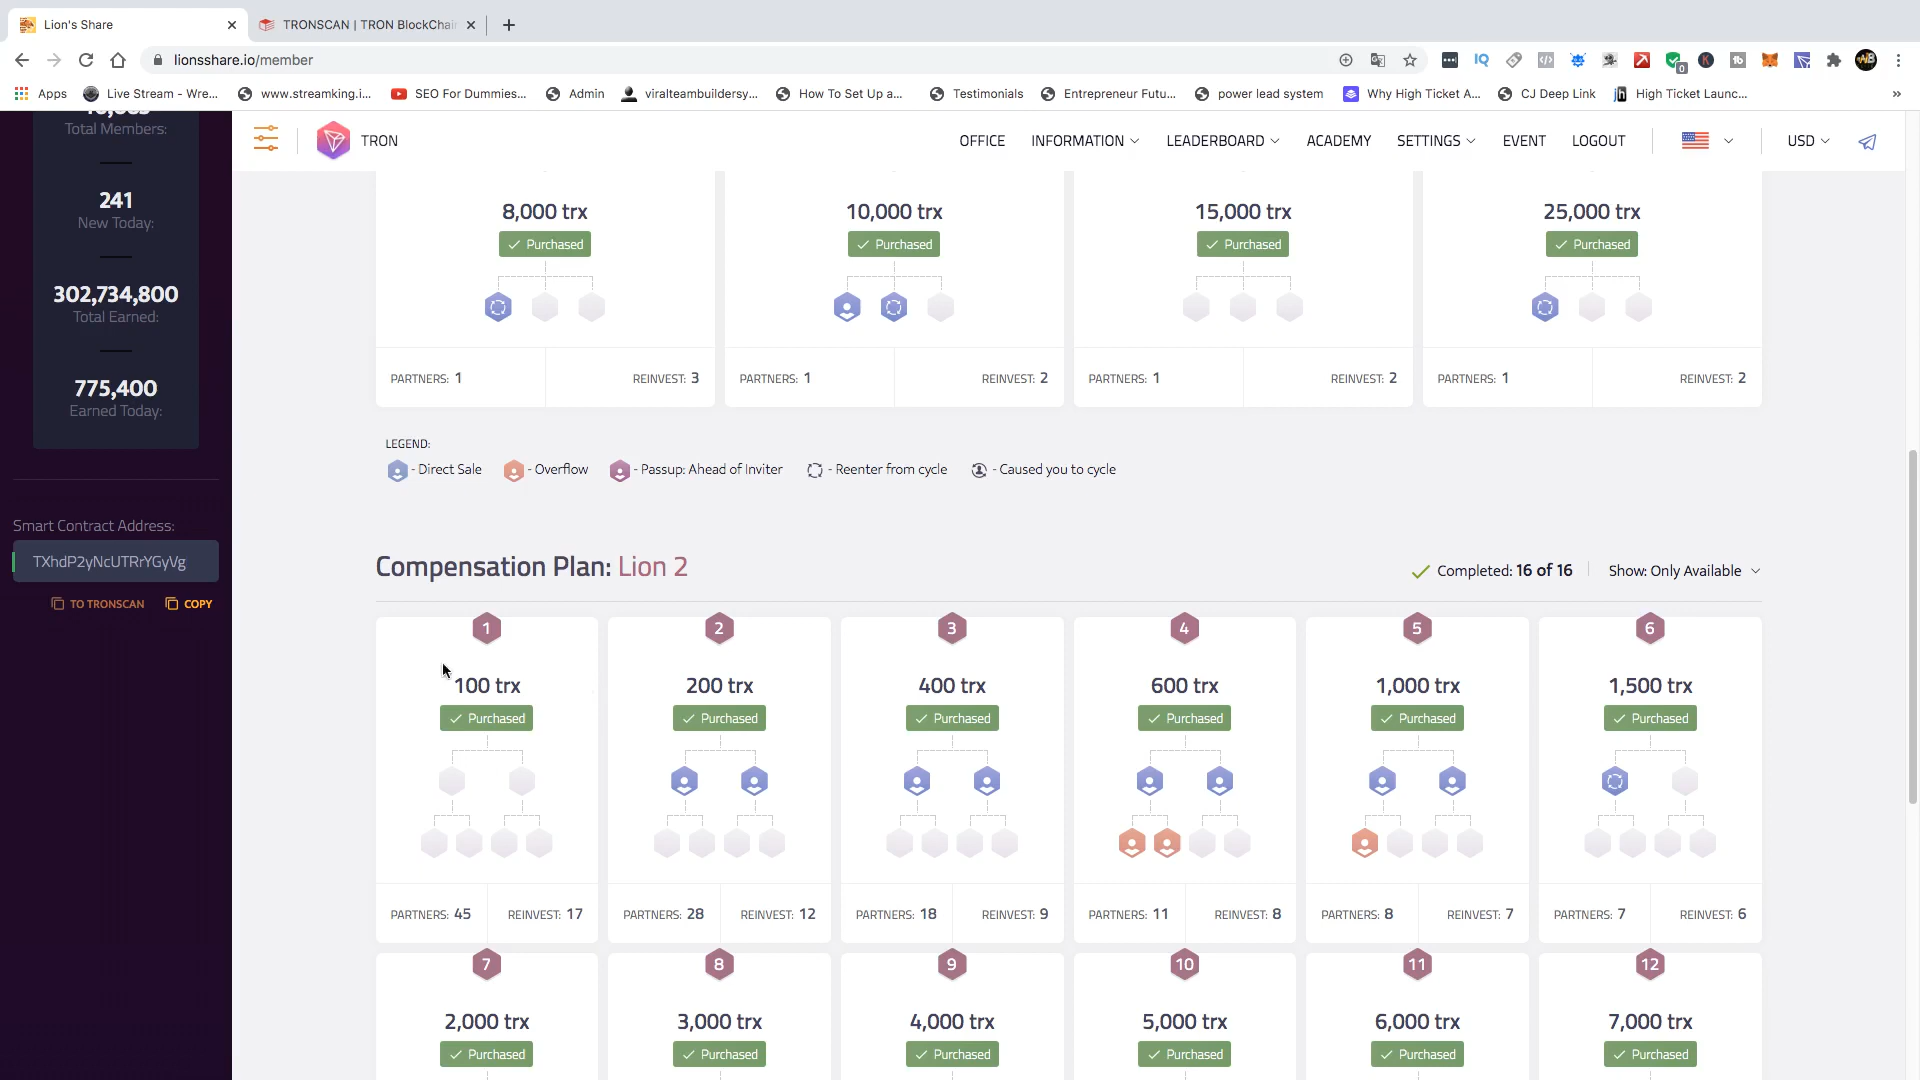 Lion's Share
TRONSCAN | TRON BlockChai
lionsshare.io/member
IQ
0
Apps
Live Stream - Wre...
www.streamking.i...
SEO For Dummies...
Admin
viralteambuildersy...
How To Set Up a...
Testimonials
Entrepreneur Futu...
power lead system
Why High Ticket A...
CJ Deep Link
High Ticket Launc...
»
Total Members:
241
New Today:
302,734,800
Total Earned:
775,400
Earned Today:
Smart Contract Address:
TXhdP2yNcUTRrYGyVg
TO TRONSCAN
COPY
TRON
OFFICE
INFORMATION
LEADERBOARD
ACADEMY
SETTINGS
EVENT
LOGOUT
USD
8,000 trx
10,000 trx
15,000 trx
25,000 trx
Purchased
Purchased
Purchased
Purchased
PARTNERS: 1
REINVEST: 3
PARTNERS: 1
REINVEST: 2
PARTNERS: 1
REINVEST: 2
PARTNERS: 1
REINVEST: 2
LEGEND:
- Direct Sale
- Overflow
- Passup: Ahead of Inviter
- Reenter from cycle
- Caused you to cycle
Compensation Plan: Lion 2
Completed: 16 of 16
Show: Only Available
1
2
3
4
5
6
100 trx
200 trx
400 trx
600 trx
1,000 trx
1,500 trx
Purchased
Purchased
Purchased
Purchased
Purchased
Purchased
PARTNERS: 45
REINVEST: 17
PARTNERS: 28
REINVEST: 12
PARTNERS: 18
REINVEST: 9
PARTNERS: 11
REINVEST: 8
PARTNERS: 8
REINVEST: 7
PARTNERS: 7
REINVEST: 6
7
8
9
10
11
12
2,000 trx
3,000 trx
4,000 trx
5,000 trx
6,000 trx
7,000 trx
Purchased
Purchased
Purchased
Purchased
Purchased
Purchased